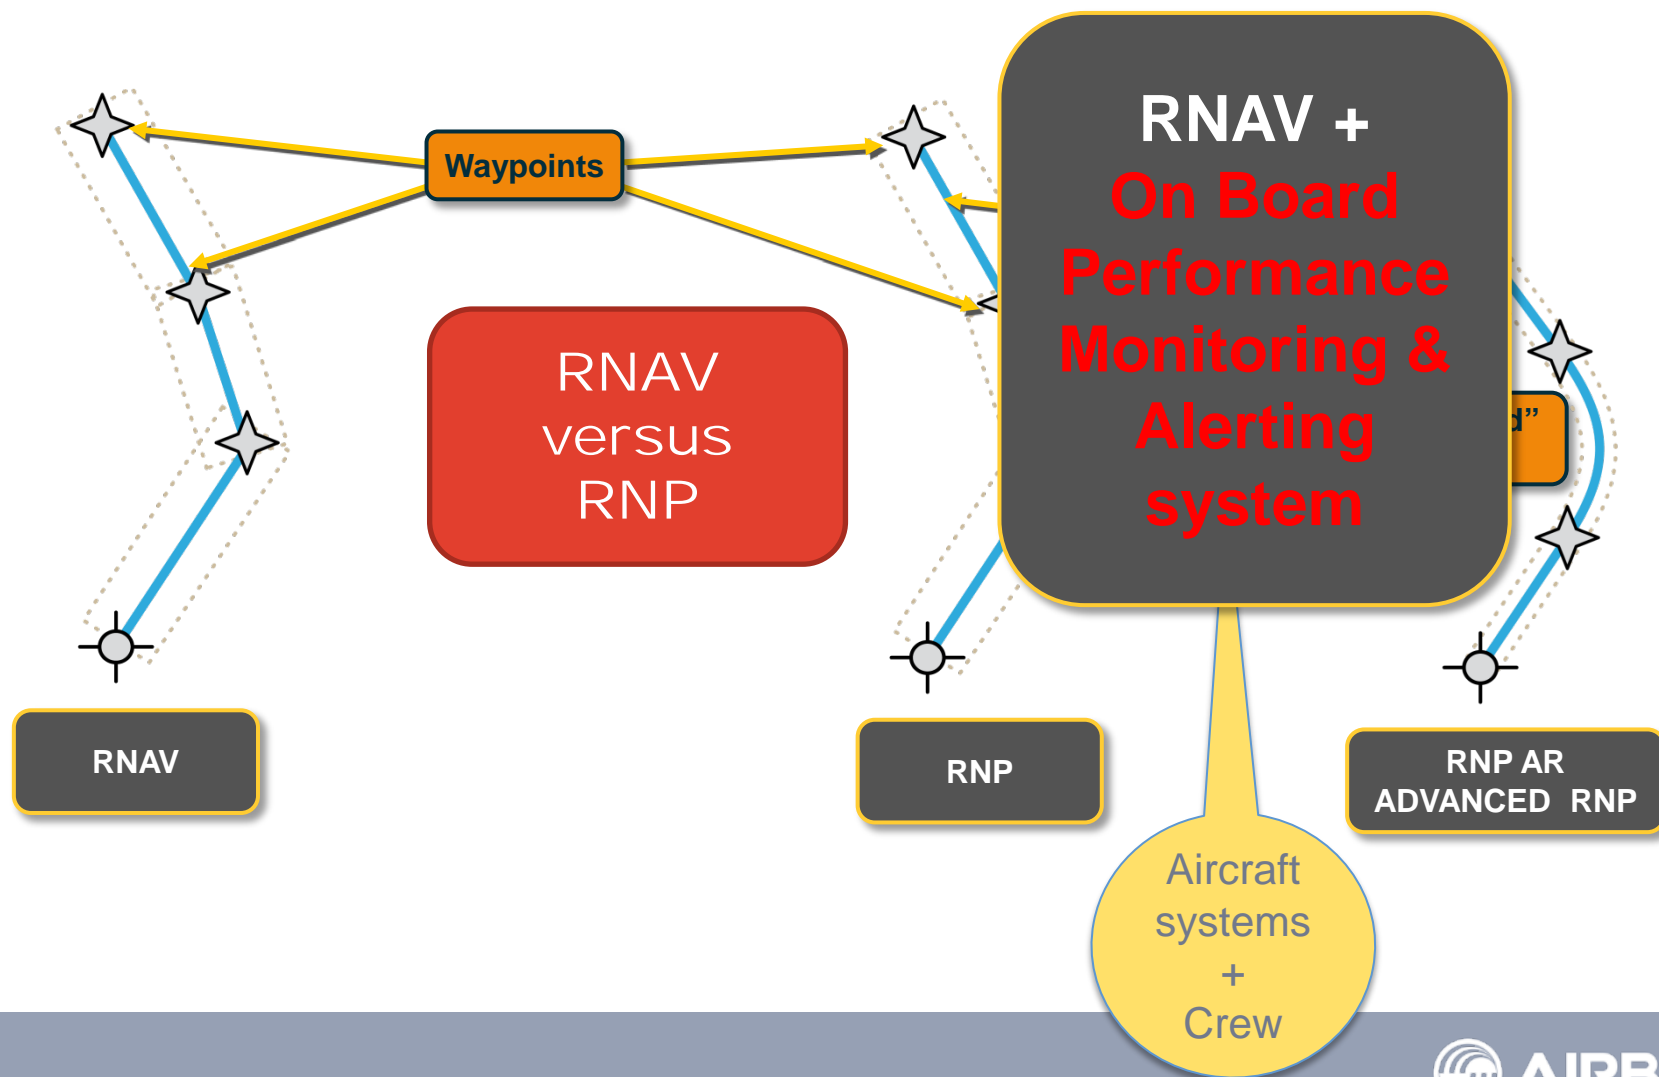 Waypoints
RNAV +
On Board
Performance
Monitoring &
Alerting
system
RNAV
versus
RNP
RNAV
RNP
RNP AR
ADVANCED RNP
Aircraft
systems
+
Crew